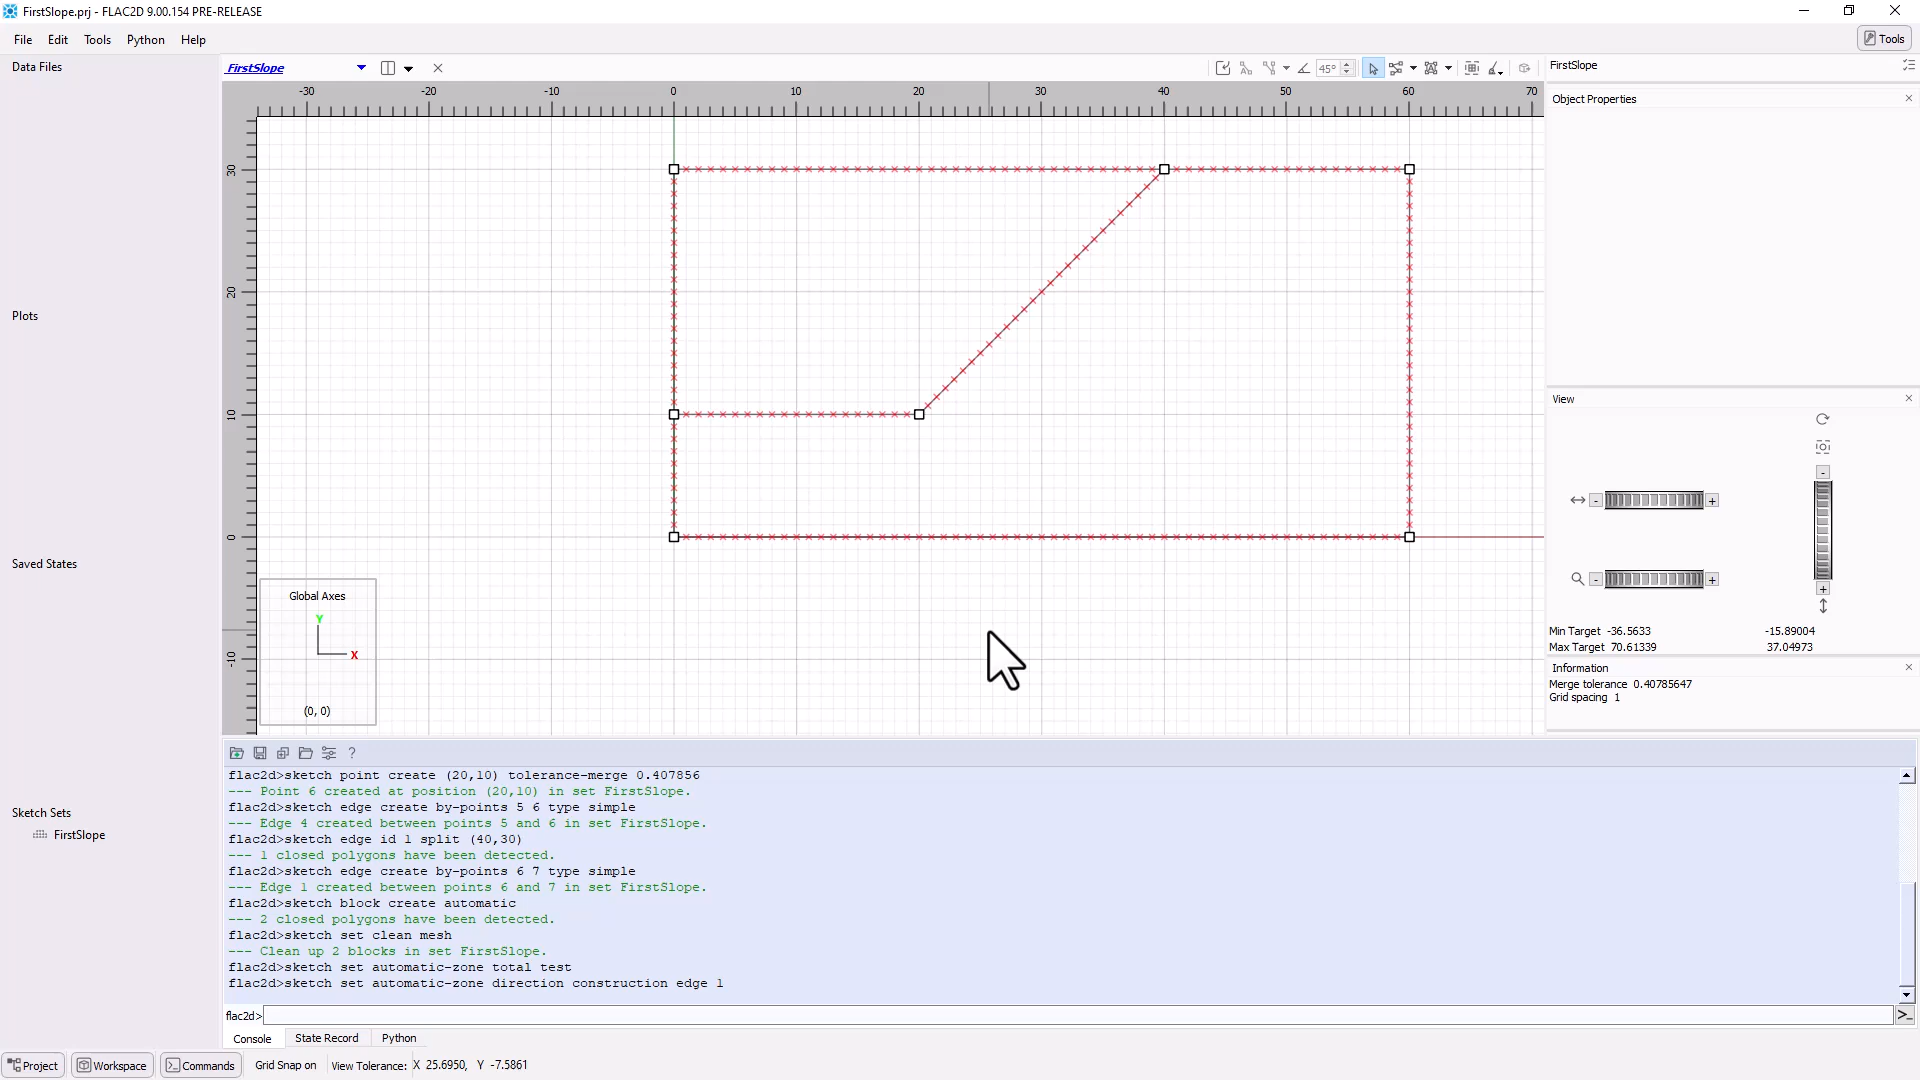 FirstSlope.prj - FLAC2D 9.00.154 PRE-RELEASE
File Edit Tools Python Help
Tools
Data Files
FirstSlope
45°
FirstSlope
Object Properties
-30 -20 -10 0 10 20 30 40 50 60 70
30
20
10
0
-10
Plots
Saved States
Sketch Sets
FirstSlope
Global Axes
Y
X
(0, 0)
View
- +
-
+
- +
Min Target -36.5633 -15.89004
Max Target 70.61339 37.04973
Information
Merge tolerance 0.40785647
Grid spacing 1
?
flac2d>sketch point create (20,10) tolerance-merge 0.407856
--- Point 6 created at position (20,10) in set FirstSlope.
flac2d>sketch edge create by-points 5 6 type simple
--- Edge 4 created between points 5 and 6 in set FirstSlope.
flac2d>sketch edge id 1 split (40,30)
--- 1 closed polygons have been detected.
flac2d>sketch edge create by-points 6 7 type simple
--- Edge 1 created between points 6 and 7 in set FirstSlope.
flac2d>sketch block create automatic
--- 2 closed polygons have been detected.
flac2d>sketch set clean mesh
--- Clean up 2 blocks in set FirstSlope.
flac2d>sketch set automatic-zone total test
flac2d>sketch set automatic-zone direction construction edge 1
flac2d>
Console State Record Python
Project Workspace Commands Grid Snap on View Tolerance: X 25.6950, Y -7.5861